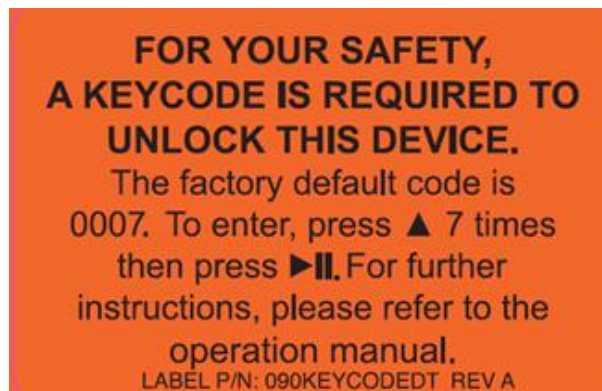 FOR YOUR SAFETY,
A KEYCODE IS REQUIRED TO
UNLOCK THIS DEVICE.
The factory default code is
0007. To enter, press ▲ 7 times
then press ►II. For further
instructions, please refer to the
operation manual.
LABEL P/N: 090KEYCODEDT REV A